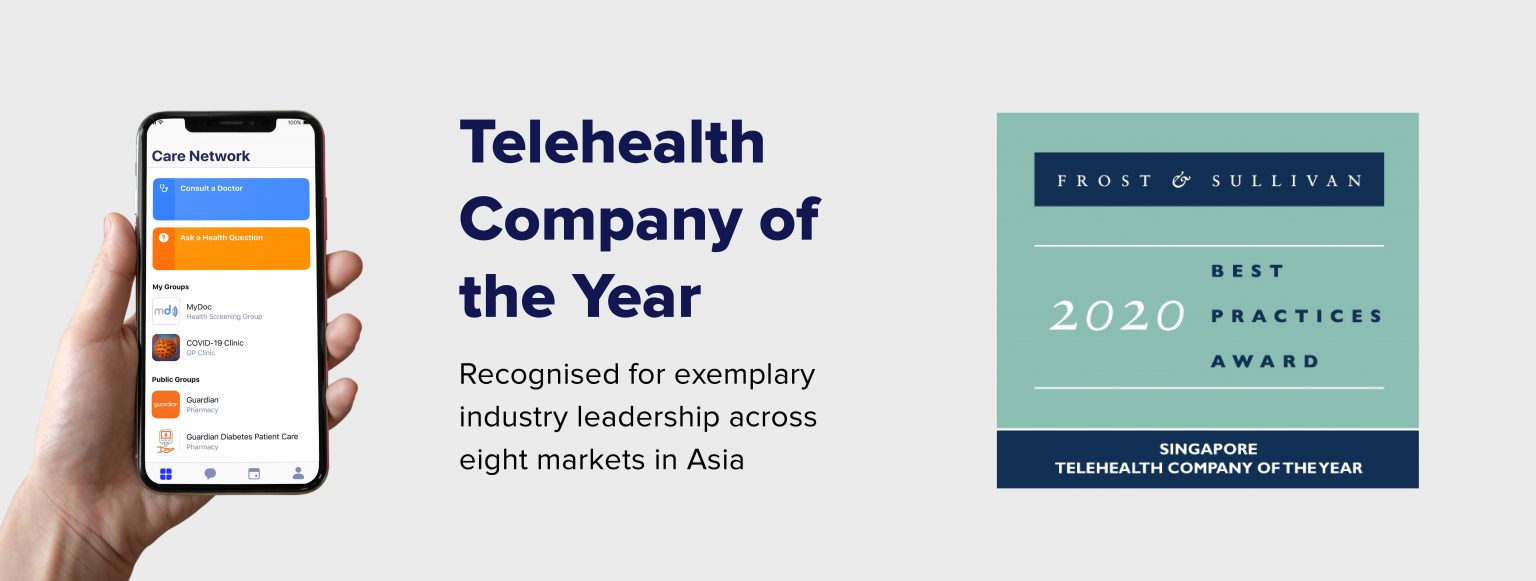 100%
Care Network
Consult a Doctor
Ask a Health Question
My Groups
md
MyDoc
Health Screening Group
COVID-19 Clinic
GP Clinic
Public Groups
guardian
Guardian
Pharmacy
Guardian Diabetes Patient Care
Pharmacy
Telehealth
Company of
the Year
Recognised for exemplary
industry leadership across
eight markets in Asia
FROST & SULLIVAN
2020
BEST
PRACTICES
AWARD
SINGAPORE
TELEHEALTH COMPANY OF THE YEAR